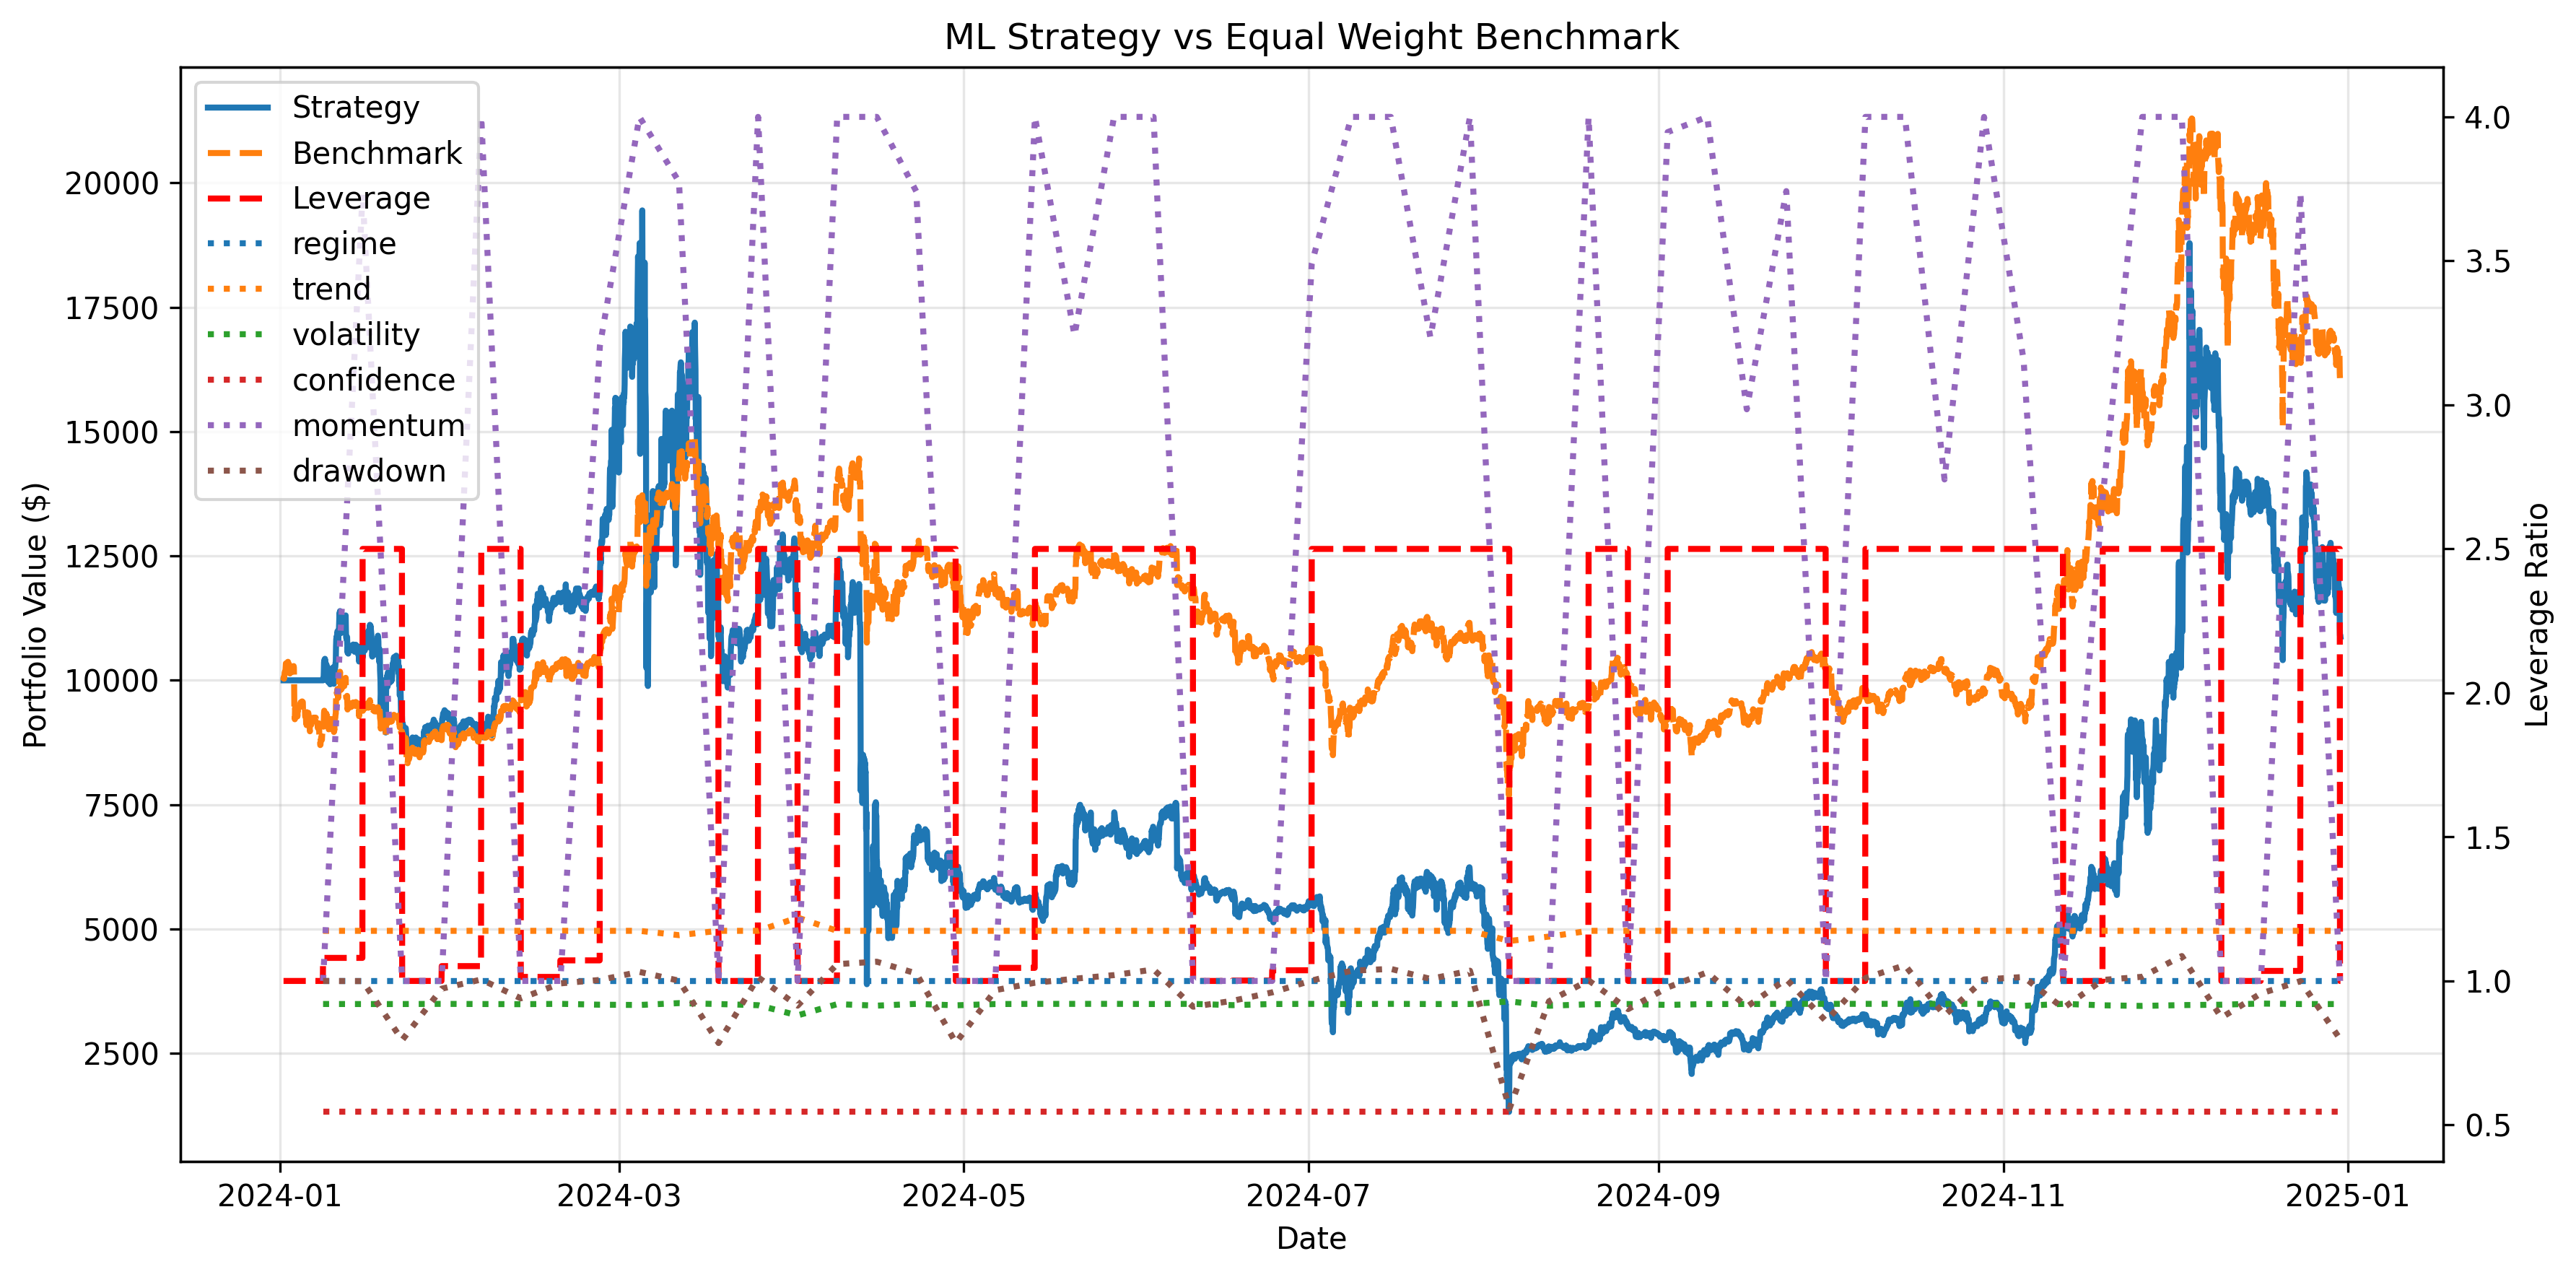 ML Strategy vs Equal Weight Benchmark
Strategy
Benchmark
Leverage
regime
trend
volatility
confidence
momentum
drawdown
Portfolio Value ($)
20000
17500
15000
12500
10000
7500
5000
2500
4.0
3.5
3.0
2.5
2.0
1.5
1.0
0.5
Leverage Ratio
2024-01
2024-03
2024-05
2024-07
2024-09
2024-11
2025-01
Date